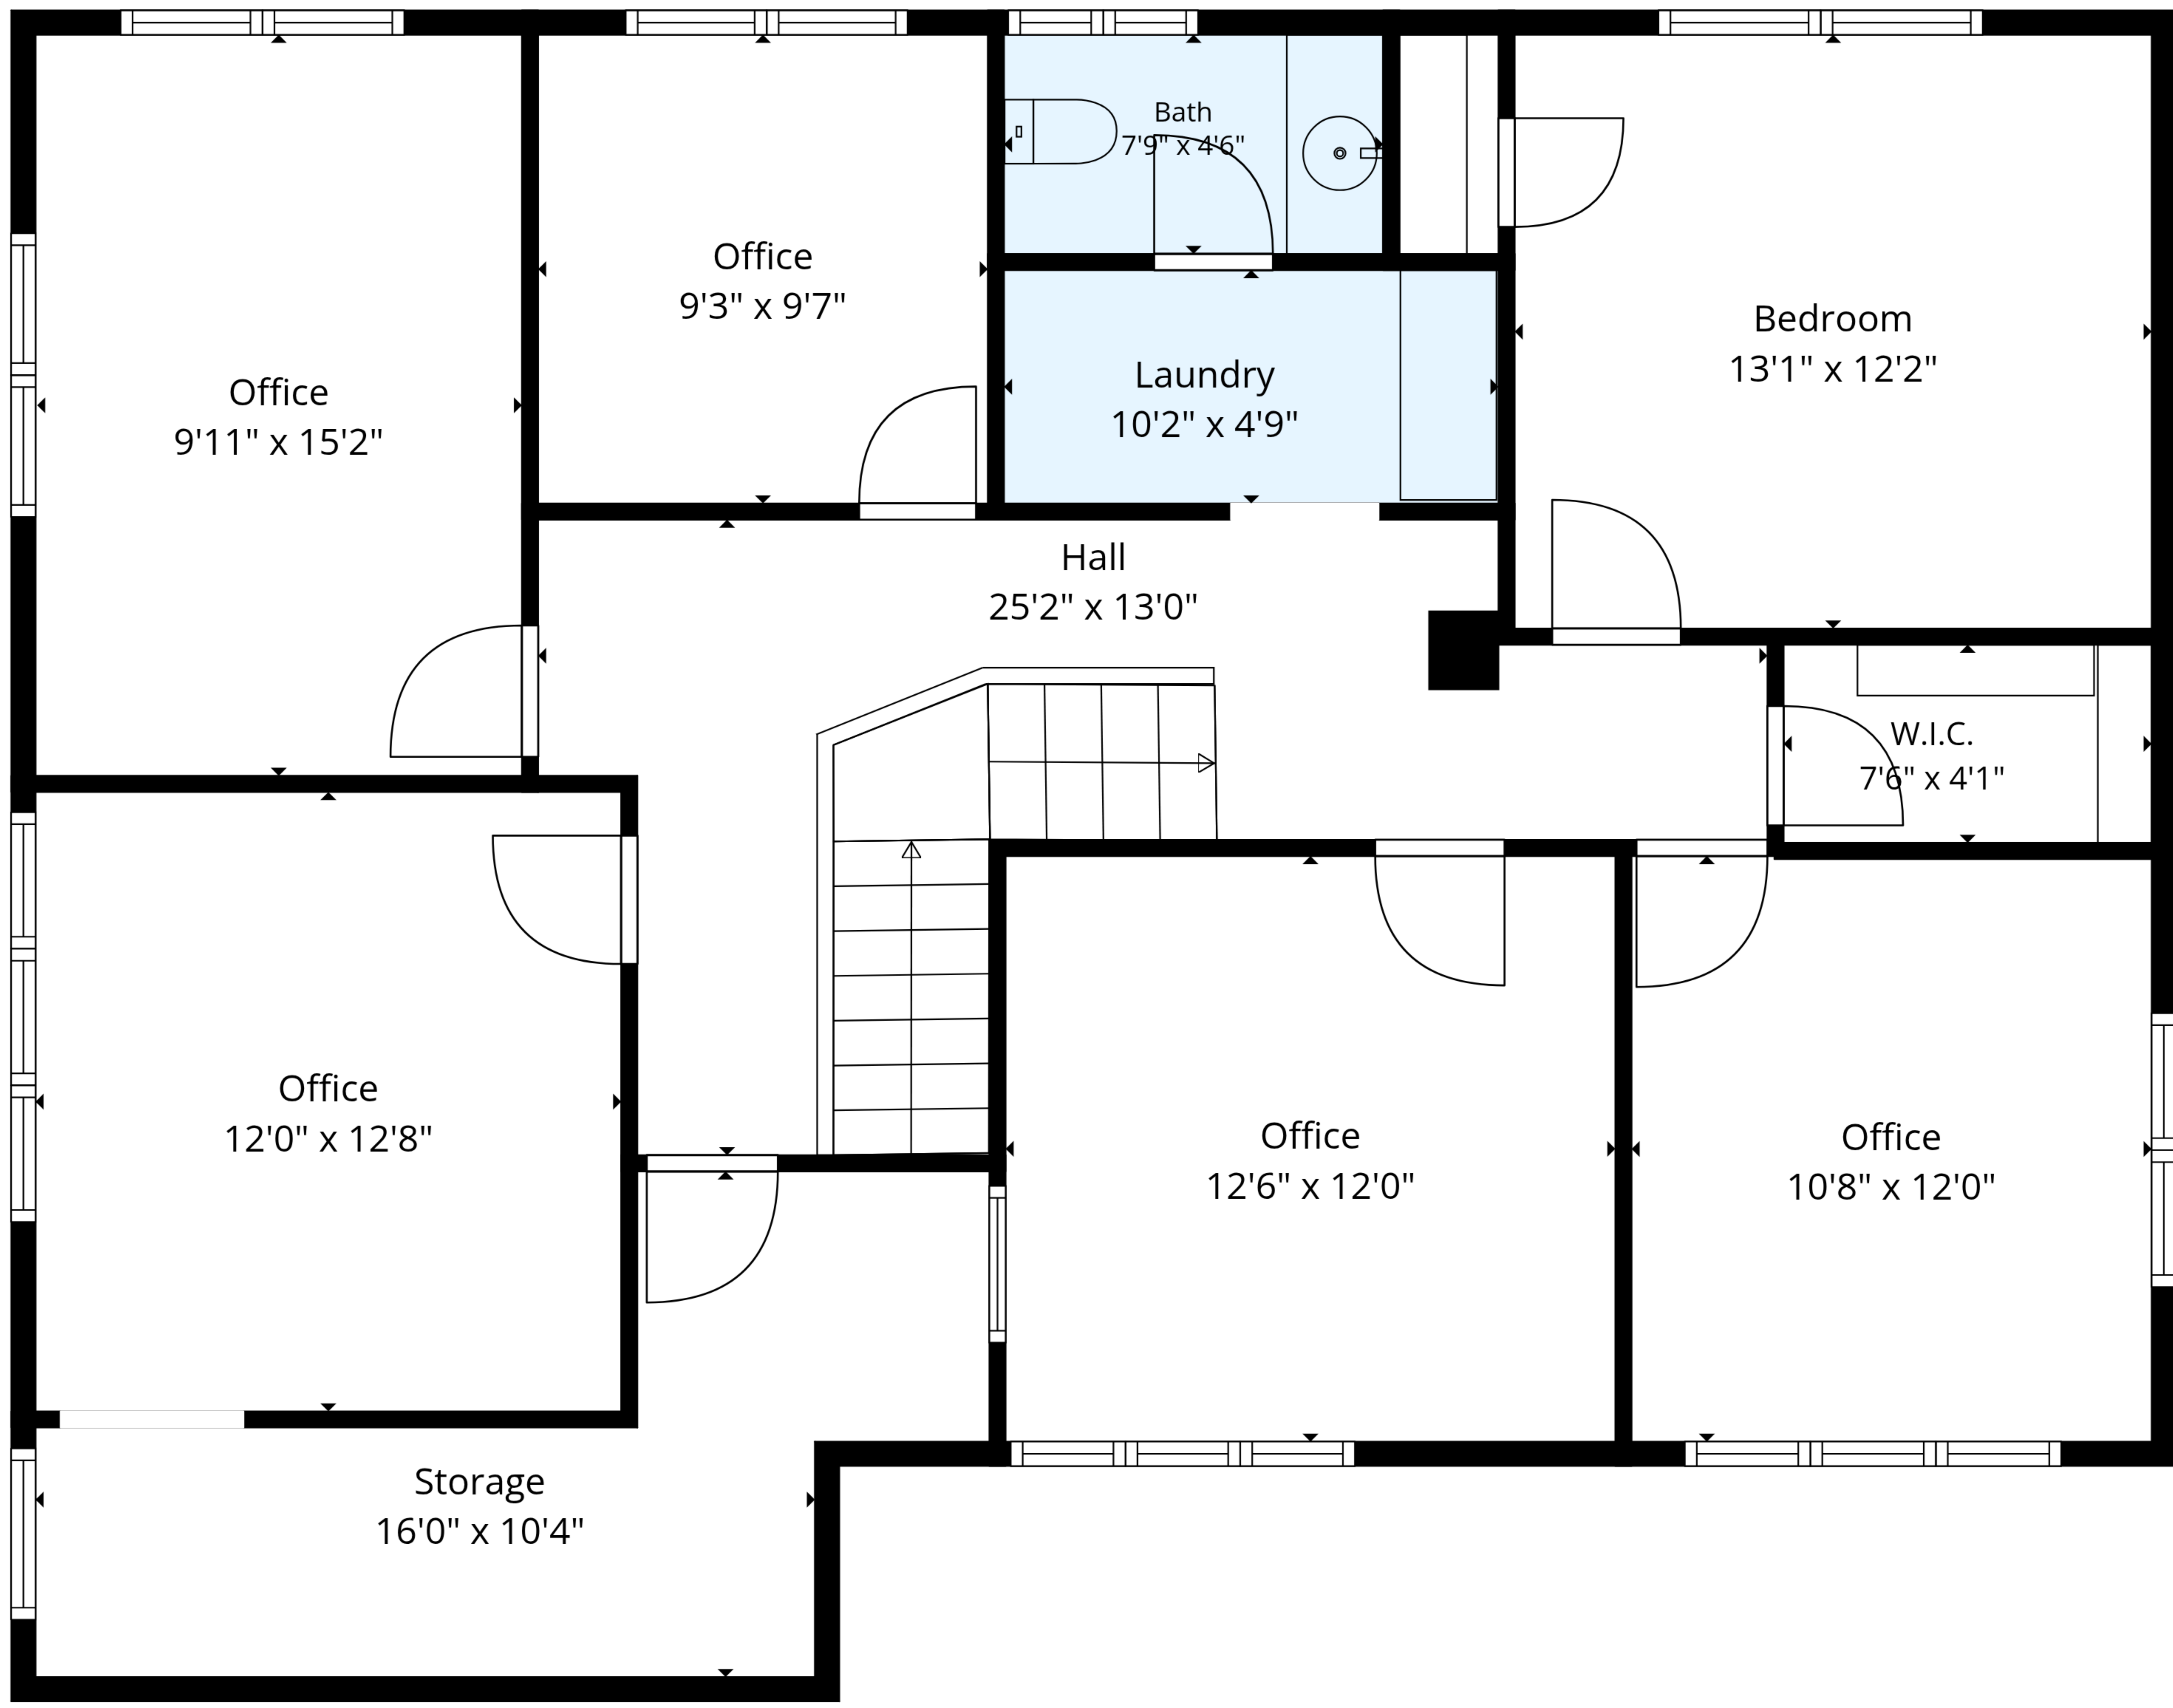 Bath
7'9" x 4'6"
Office
9'3" x 9'7"
Bedroom
13'1" x 12'2"
Office
9'11" x 15'2"
Laundry
10'2" x 4'9"
Hall
25'2" x 13'0"
W.I.C.
7'6" x 4'1"
Office
12'0" x 12'8"
Office
12'6" x 12'0"
Office
10'8" x 12'0"
Storage
16'0" x 10'4"